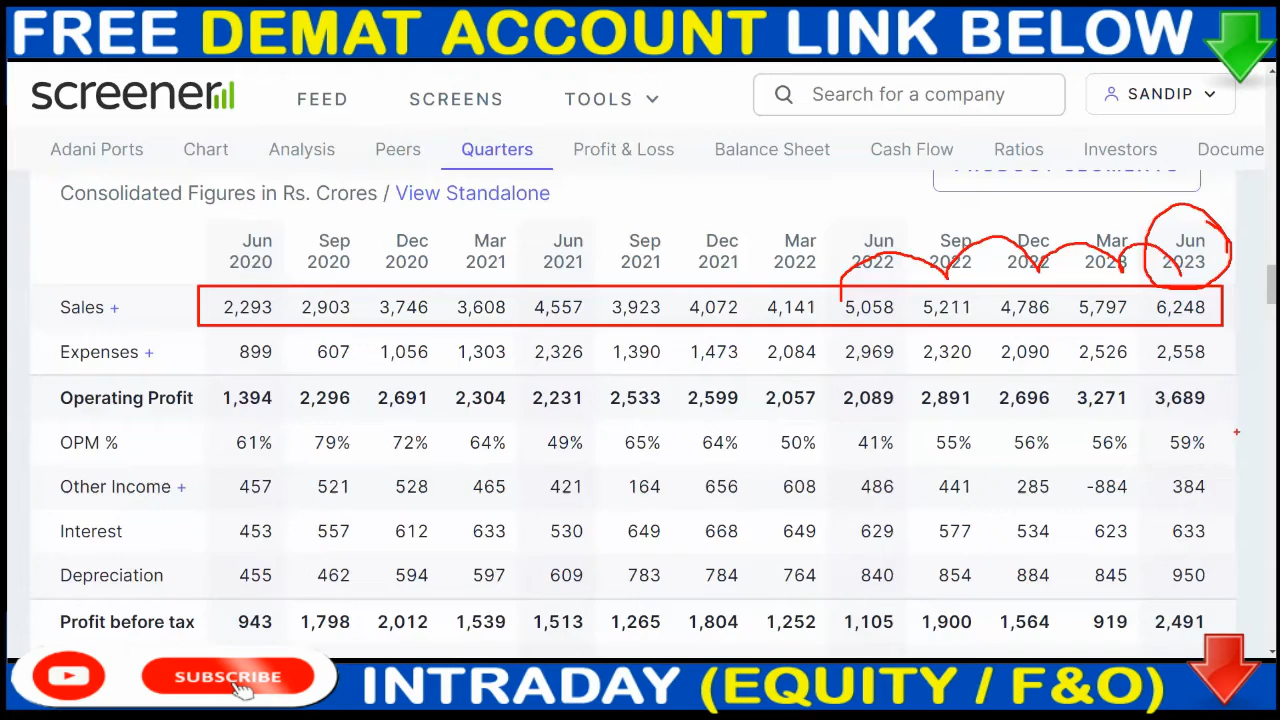 FREE DEMAT ACCOUNT LINK BELOW
screener FEED SCREENS TOOLS Search for a company SANDIP
Adani Ports Chart Analysis Peers Quarters Profit & Loss Balance Sheet Cash Flow Ratios Investors Docume
PRODUCT SEGMENTS
Consolidated Figures in Rs. Crores / View Standalone
Jun Sep Dec Mar Jun Sep Dec Mar Jun Sep Dec Mar Jun
2020 2020 2020 2021 2021 2021 2021 2022 2022 2022 2022 2023 2023
Sales + 2,293 2,903 3,746 3,608 4,557 3,923 4,072 4,141 5,058 5,211 4,786 5,797 6,248
Expenses + 899 607 1,056 1,303 2,326 1,390 1,473 2,084 2,969 2,320 2,090 2,526 2,558
Operating Profit 1,394 2,296 2,691 2,304 2,231 2,533 2,599 2,057 2,089 2,891 2,696 3,271 3,689
OPM % 61% 79% 72% 64% 49% 65% 64% 50% 41% 55% 56% 56% 59%
Other Income + 457 521 528 465 421 164 656 608 486 441 285 -884 384
Interest 453 557 612 633 530 649 668 649 629 577 534 623 633
Depreciation 455 462 594 597 609 783 784 764 840 854 884 845 950
Profit before tax 943 1,798 2,012 1,539 1,513 1,265 1,804 1,252 1,105 1,900 1,564 919 2,491
SUBSCRIBE
INTRADAY (EQUITY / F&O)